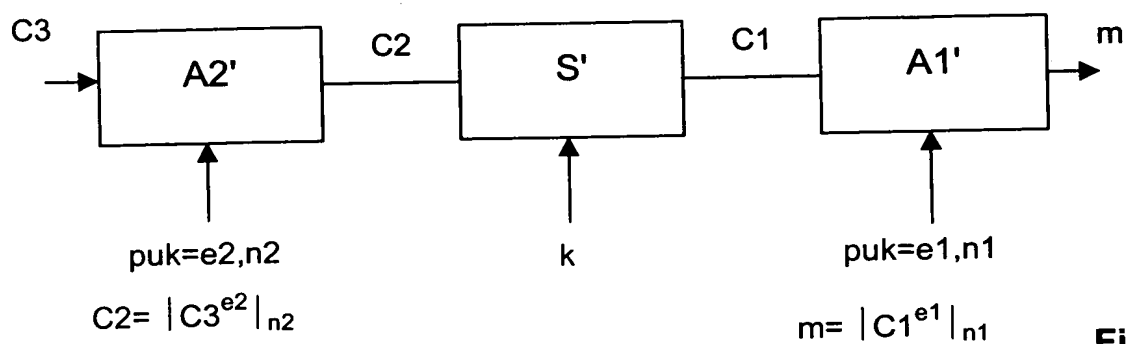 C3 A2' C2 S' C1 A1' m
puk=e2,n2 k puk=e1,n1
C2= |C3^e2|n2 m= |C1^e1|n1